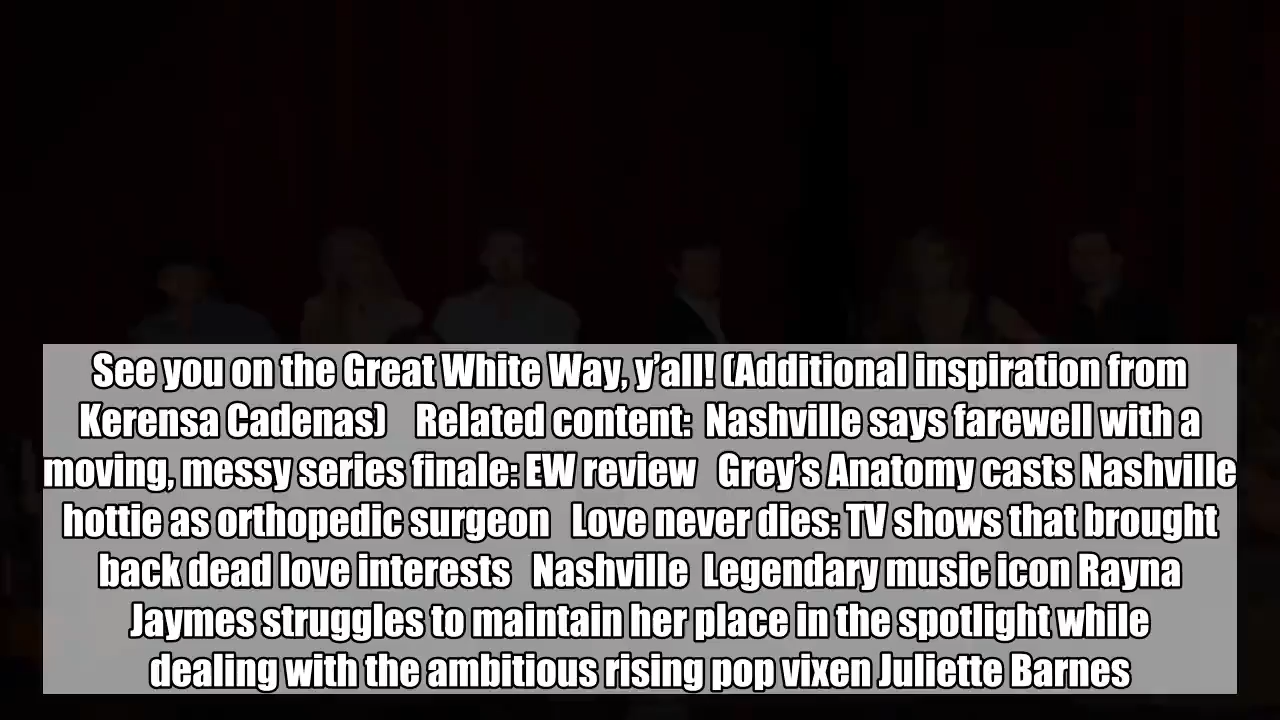 See you on the Great White Way, y’all! (Additional inspiration from
Kerensa Cadenas) Related content: Nashville says farewell with a
moving, messy series finale: EW review Grey’s Anatomy casts Nashville
hottie as orthopedic surgeon Love never dies: TV shows that brought
back dead love interests Nashville Legendary music icon Rayna
Jaymes struggles to maintain her place in the spotlight while
dealing with the ambitious rising pop vixen Juliette Barnes